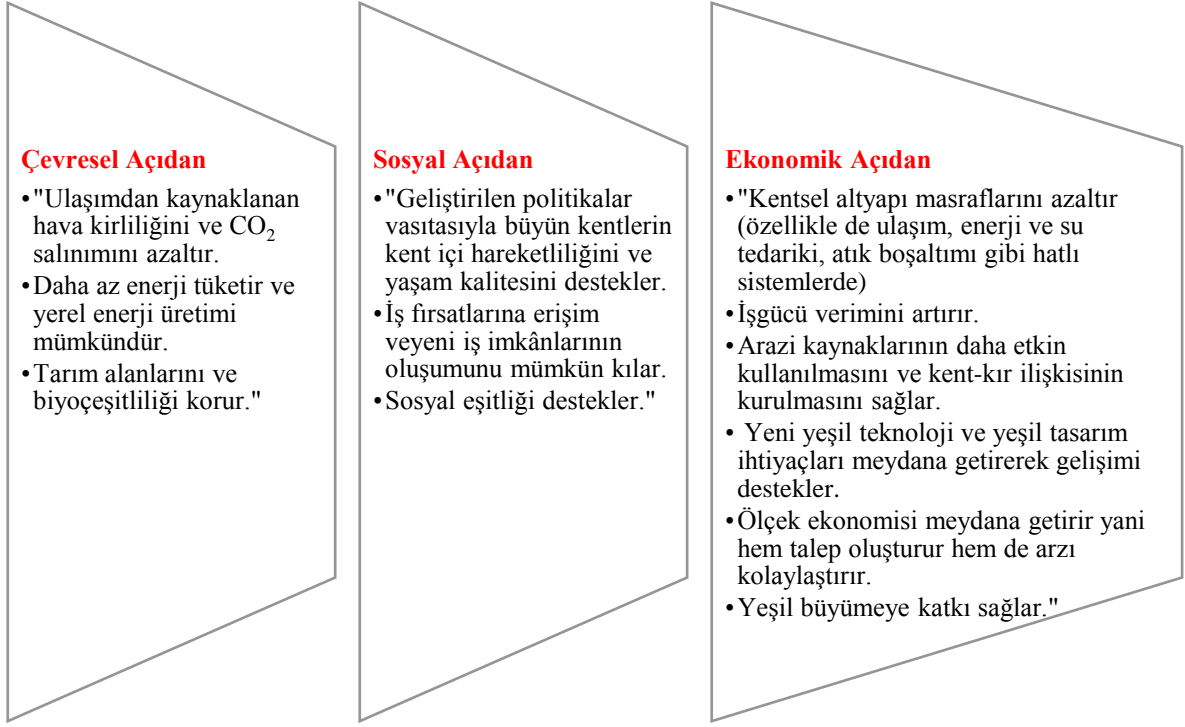 Çevresel Açıdan
•"Ulaşımdan kaynaklanan
hava kirliliğini ve CO₂
salınımını azaltır.
•Daha az enerji tüketir ve
yerel enerji üretimi
mümkündür.
•Tarım alanlarını ve
biyoçeşitliliği korur."
Sosyal Açıdan
•"Geliştirilen politikalar
vasıtasıyla büyün kentlerin
kent içi hareketliliğini ve
yaşam kalitesini destekler.
•İş fırsatlarına erişim
veyeni iş imkânlarının
oluşumunu mümkün kılar.
•Sosyal eşitliği destekler."
Ekonomik Açıdan
•"Kentsel altyapı masraflarını azaltır
(özellikle de ulaşım, enerji ve su
tedariki, atık boşaltımı gibi hatlı
sistemlerde)
•İşgücü verimini artırır.
•Arazi kaynaklarının daha etkin
kullanılmasını ve kent-kır ilişkisinin
kurulmasını sağlar.
• Yeni yeşil teknoloji ve yeşil tasarım
ihtiyaçları meydana getirerek gelişimi
destekler.
•Ölçek ekonomisi meydana getirir yani
hem talep oluşturur hem de arzı
kolaylaştırır.
•Yeşil büyümeye katkı sağlar."